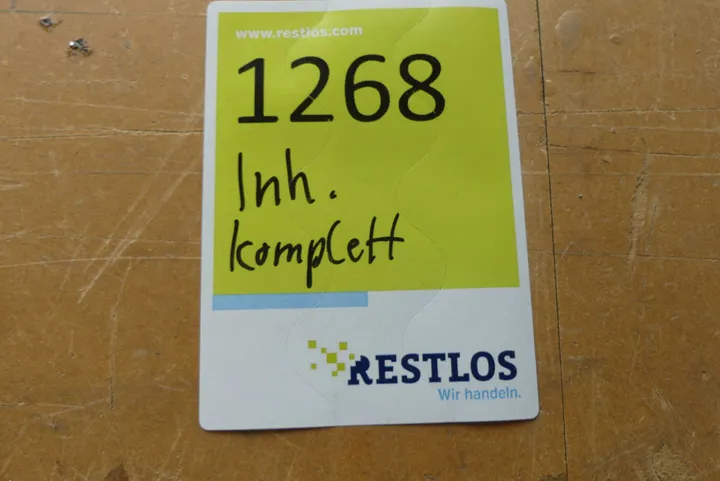 www.restlos.com
1268
Inh.
komplett
RESTLOS
Wir handeln.